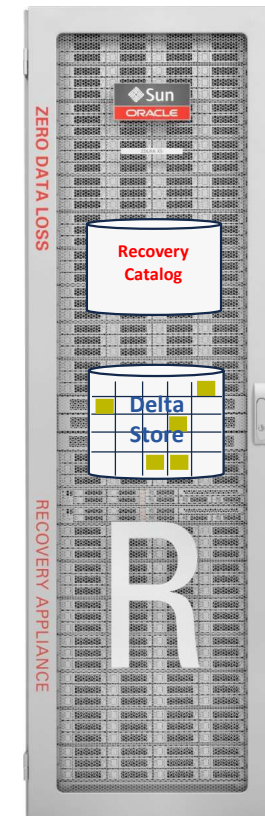 Sun
ORACLE
ZERO DATA LOSS
Recovery
Catalog
Delta
Store
RECOVERY APPLIANCE
R